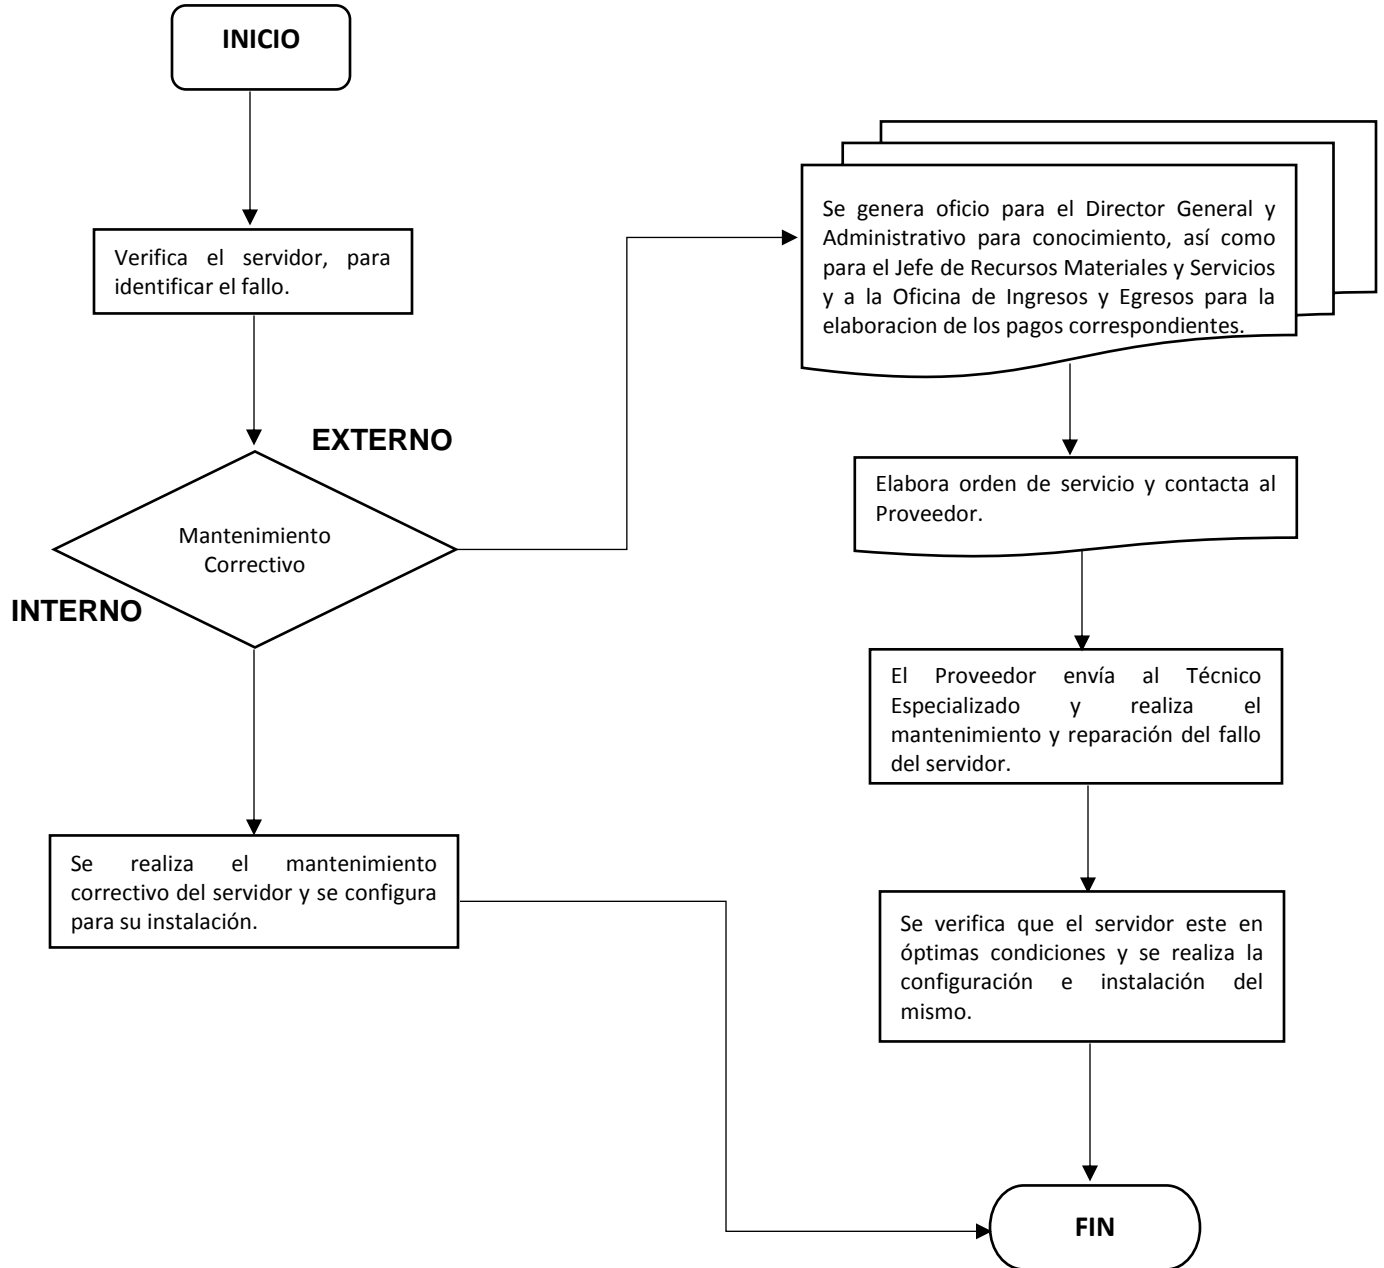 INICIO
Verifica el servidor, para
identificar el fallo.
EXTERNO
Mantenimiento
Correctivo
INTERNO
Se realiza el mantenimiento
correctivo del servidor y se configura
para su instalación.
Se genera oficio para el Director General y
Administrativo para conocimiento, así como
para el Jefe de Recursos Materiales y Servicios
y a la Oficina de Ingresos y Egresos para la
elaboracion de los pagos correspondientes.
Elabora orden de servicio y contacta al
Proveedor.
El Proveedor envía al Técnico
Especializado y realiza el
mantenimiento y reparación del fallo
del servidor.
Se verifica que el servidor este en
óptimas condiciones y se realiza la
configuración e instalación del
mismo.
FIN